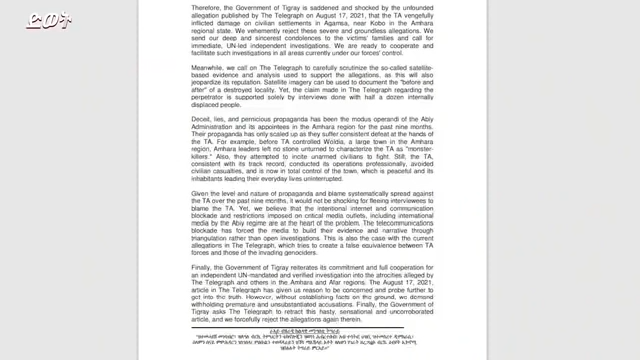 ድወት
Therefore, the Government of Tigray is saddened and shocked by the unfounded
allegation published by The Telegraph on August 17, 2021, that the TA vengefully
inflicted damage on civilian settlements in Agamsa, near Kobo in the Amhara
regional state. We vehemently reject these severe and groundless allegations. We
send our deep and sincerest condolences to the victims' families and call for
immediate, UN-led independent investigations. We are ready to cooperate and
facilitate such investigations in all areas currently under our forces' control.
Meanwhile, we call on The Telegraph to carefully scrutinize the so-called satellite-
based evidence and analysis used to support the allegations, as this will also
jeopardize its reputation. Satellite imagery can be used to document the "before and
after" of a destroyed locality. Yet, the claim made in The Telegraph regarding the
perpetrator is supported solely by interviews done with half a dozen internally
displaced people.
Deceit, lies, and pernicious propaganda has been the modus operandi of the Abiy
Administration and its appointees in the Amhara region for the past nine months.
Their propaganda has only scaled up as they suffer consistent defeat at the hands of
the TA. For example, before TA controlled Woldia, a large town in the Amhara
region, Amhara leaders left no stone unturned to characterize the TA as "monster-
killers." Also, they attempted to incite unarmed civilians to fight. Still, the TA,
consistent with its track record, conducted its operations professionally, avoided
civilian casualties, and is now in total control of the town, which is peaceful and its
inhabitants leading their everyday lives uninterrupted.
Given the level and nature of propaganda and blame systematically spread against
the TA over the past nine months, it would not be shocking for fleeing interviewees to
blame the TA. Yet, we believe that the intentional internet and communication
blockade and restrictions imposed on critical media outlets, including international
media by the Abiy regime are at the heart of the problem. The telecommunications
blockade has forced the media to build their evidence and narrative through
triangulation rather than open investigations. This is also the case with the current
allegations in The Telegraph, which tries to create a false equivalence between TA
forces and those of the invading genociders.
Finally, the Government of Tigray reiterates its commitment and full cooperation for
an independent UN-mandated and verified investigation into the atrocities alleged
by The Telegraph and others in the Amhara and Afar regions. The August 17, 2021,
article in The Telegraph has given us reason to be concerned and probe further to
get into the truth. However, without establishing facts on the ground, we demand
withholding premature and unsubstantiated accusations. Finally, the Government of
Tigray asks The Telegraph to retract this hasty, sensational and uncorroborated
article, and we forcefully reject the allegations again therein.